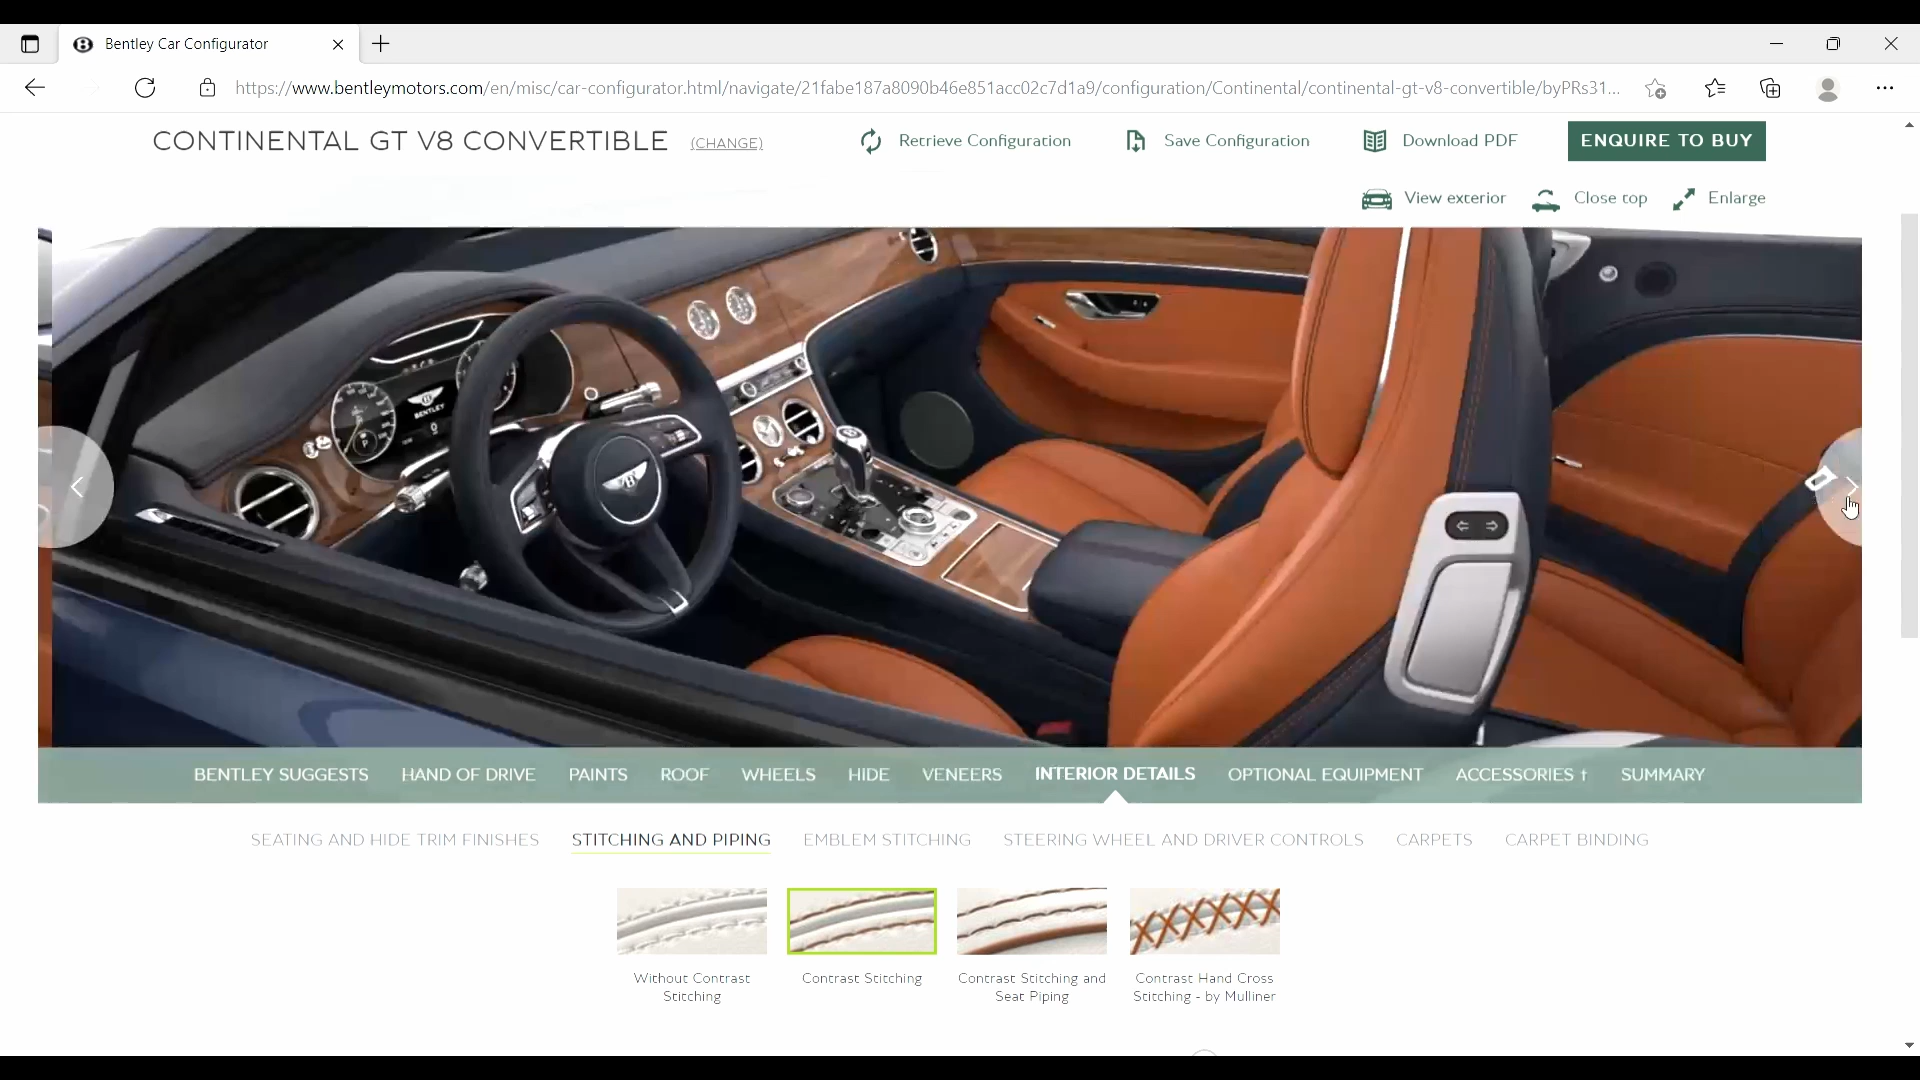 Bentley Car Configurator
https://www.bentleymotors.com/en/misc/car-configurator.html/navigate/21fabe187a8090b46e851acc02c7d1a9/configuration/Continental/continental-gt-v8-convertible/byPRs31...
CONTINENTAL GT V8 CONVERTIBLE (CHANGE) Retrieve Configuration Save Configuration Download PDF ENQUIRE TO BUY
View exterior Close top Enlarge
BENTLEY
BENTLEY SUGGESTS HAND OF DRIVE PAINTS ROOF WHEELS HIDE VENEERS INTERIOR DETAILS OPTIONAL EQUIPMENT ACCESSORIES † SUMMARY
SEATING AND HIDE TRIM FINISHES STITCHING AND PIPING EMBLEM STITCHING STEERING WHEEL AND DRIVER CONTROLS CARPETS CARPET BINDING
Without Contrast
Stitching
Contrast Stitching
Contrast Stitching and
Seat Piping
Contrast Hand Cross
Stitching - by Mulliner